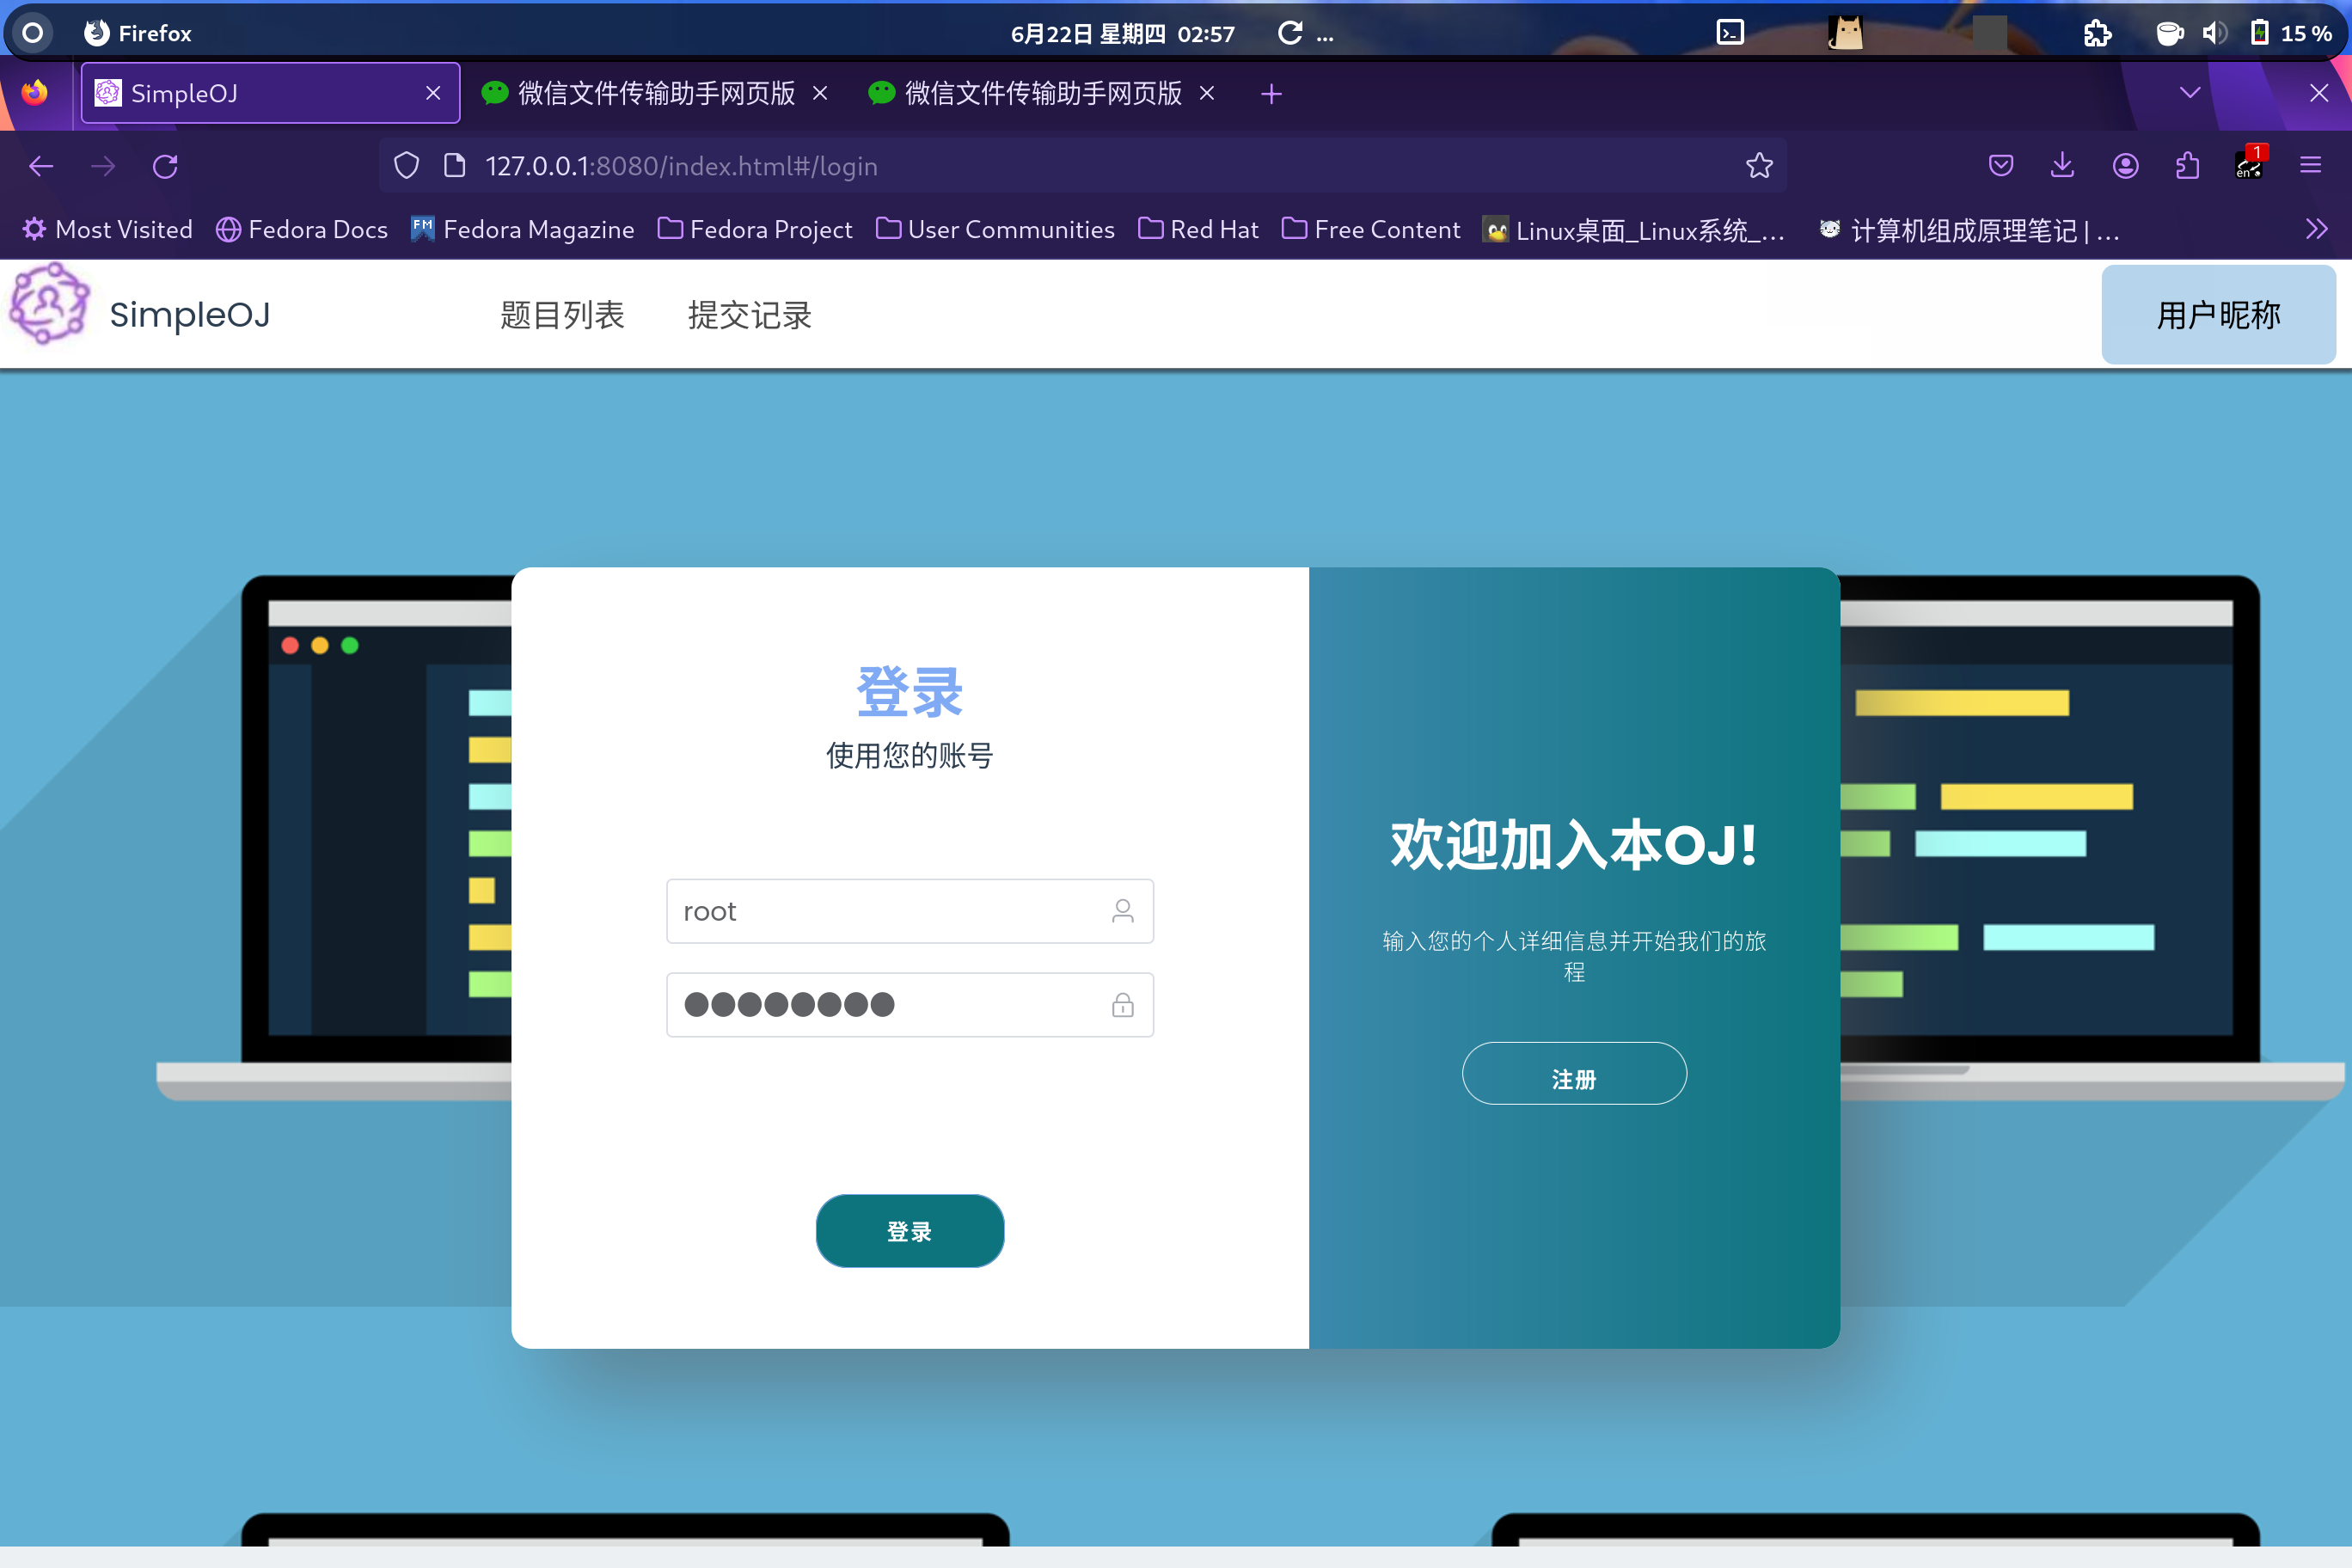 Firefox
6月22日 星期四 02:57
...
15 %
SimpleOJ
微信文件传输助手网页版
微信文件传输助手网页版
127.0.0.1:8080/index.html#/login
1
en
Most Visited
Fedora Docs
FM
Fedora Magazine
Fedora Project
User Communities
Red Hat
Free Content
Linux桌面_Linux系统_...
计算机组成原理笔记 | ...
SimpleOJ
题目列表
提交记录
用户昵称
登录
使用您的账号
root
登录
欢迎加入本OJ!
输入您的个人详细信息并开始我们的旅
程
注册